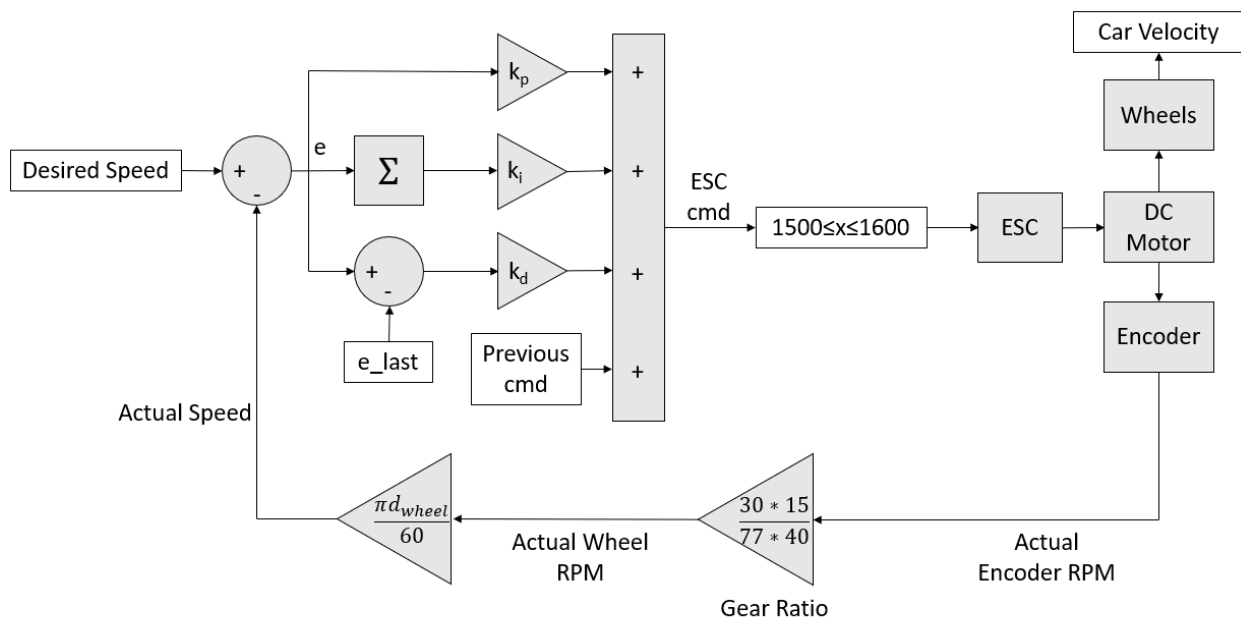 Car Velocity
k_p
+
Wheels
e
Desired Speed
+
-
Σ
k_i
+
ESC
cmd
1500≤x≤1600
ESC
DC
Motor
+
-
k_d
+
e_last
Previous
cmd
+
Encoder
Actual Speed
πd_wheel
60
30 * 15
77 * 40
Actual Wheel
RPM
Actual
Encoder RPM
Gear Ratio